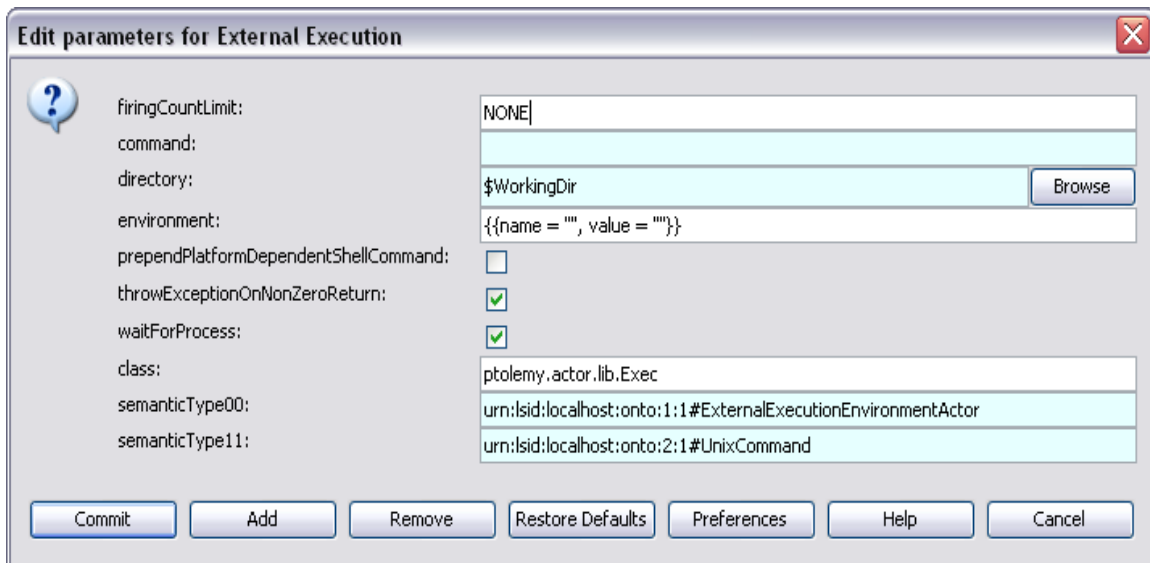 Edit parameters for External Execution
firingCountLimit: NONE
command:
directory: $WorkingDir Browse
environment: {{name = "", value = ""}}
prependPlatformDependentShellCommand:
throwExceptionOnNonZeroReturn:
waitForProcess:
class: ptolemy.actor.lib.Exec
semanticType00: urn:lsid:localhost:onto:1:1#ExternalExecutionEnvironmentActor
semanticType11: urn:lsid:localhost:onto:2:1#UnixCommand
Commit Add Remove Restore Defaults Preferences Help Cancel